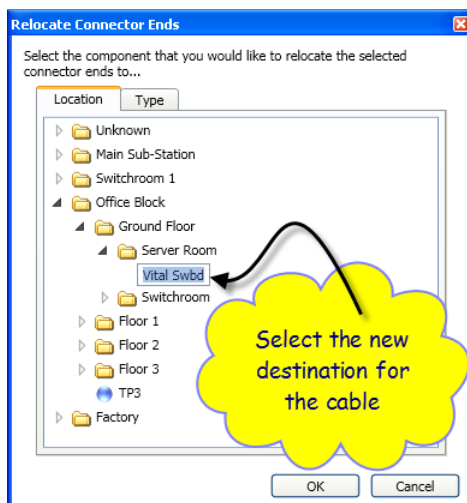 Relocate Connector Ends
Select the component that you would like to relocate the selected
connector ends to...
Location Type
Unknown
Main Sub-Station
Switchroom 1
Office Block
Ground Floor
Server Room
Vital Swbd
Switchroom
Floor 1
Floor 2
Floor 3
TP3
Factory
Select the new
destination for
the cable
OK Cancel